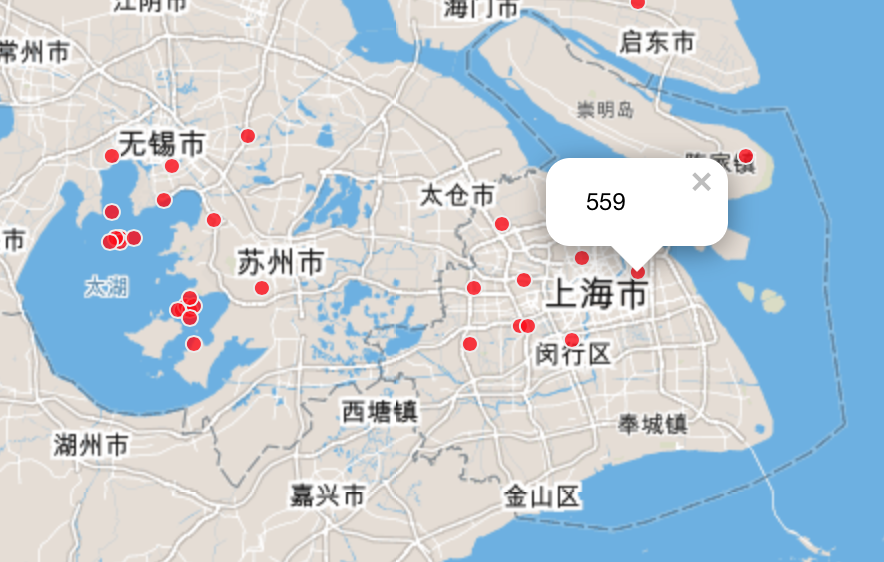 江阴市
海门市
启东市
常州市
崇明岛
无锡市
陈家镇
太仓市
559
×
市
苏州市
太湖
上海市
闵行区
西塘镇
奉城镇
湖州市
嘉兴市
金山区